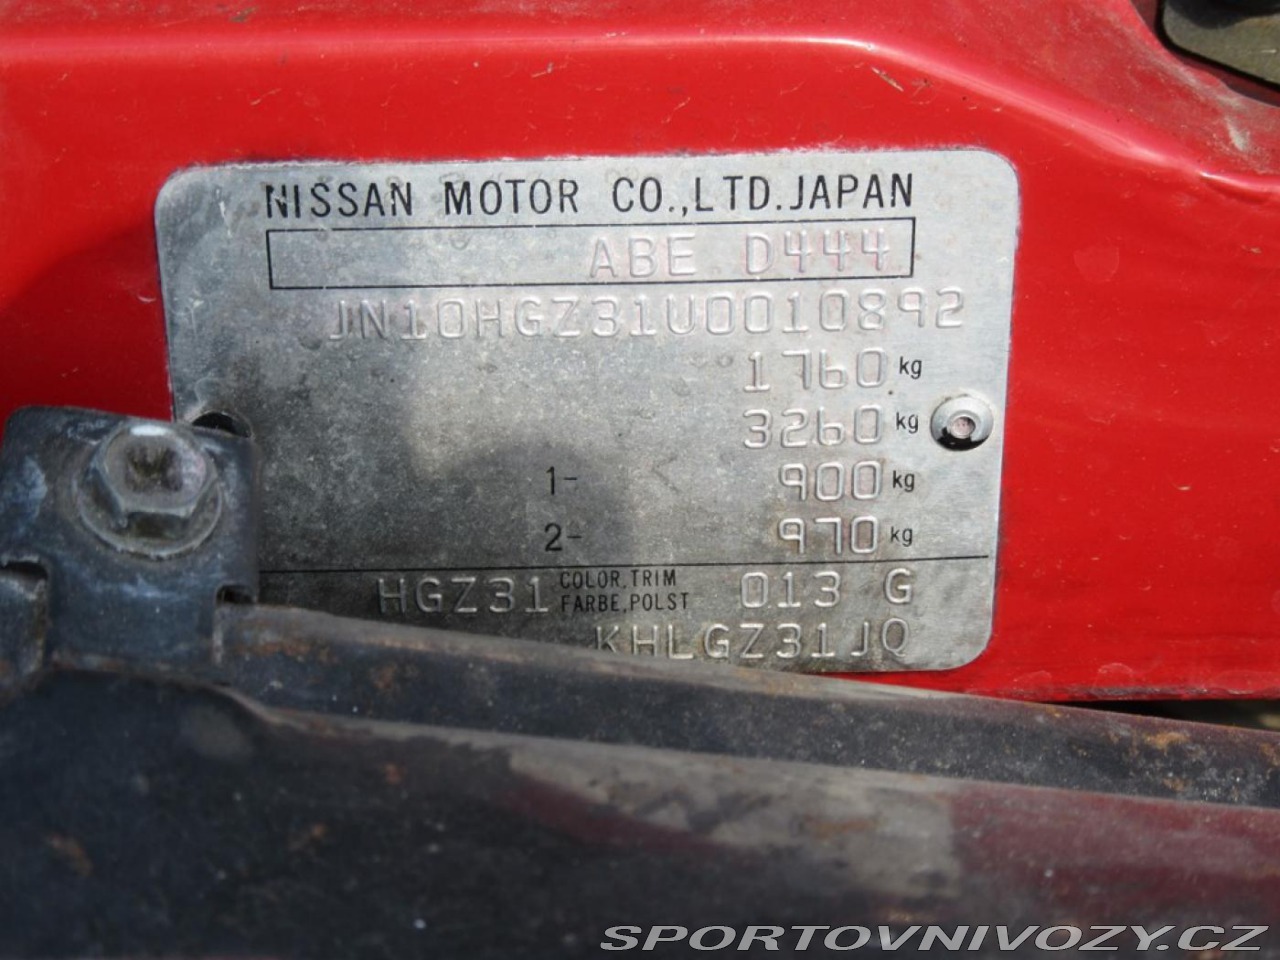 NISSAN MOTOR CO.,LTD.JAPAN
ABE D444
JN10HGZ31U0010892
1760 kg
3260 kg
1- 900 kg
2- 970 kg
HGZ31 COLOR,TRIM 013 G
FARBE,POLST
KHLGZ31JQ
SPORTOVNIVOZY.CZ